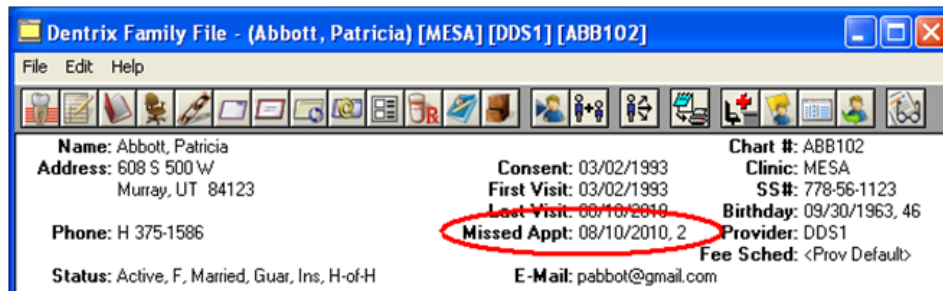 Dentrix Family File - (Abbott, Patricia) [MESA] [DDS1] [ABB102]
File Edit Help
Name: Abbott, Patricia Chart #: ABB102
Address: 608 S 500 W Consent: 03/02/1993 Clinic: MESA
Murray, UT 84123 First Visit: 03/02/1993 SS#: 778-56-1123
Last Visit: 08/10/2010 Birthday: 09/30/1963, 46
Phone: H 375-1586 Missed Appt: 08/10/2010, 2 Provider: DDS1
Fee Sched: <Prov Default>
Status: Active, F, Married, Guar, Ins, H-of-H E-Mail: pabbot@gmail.com